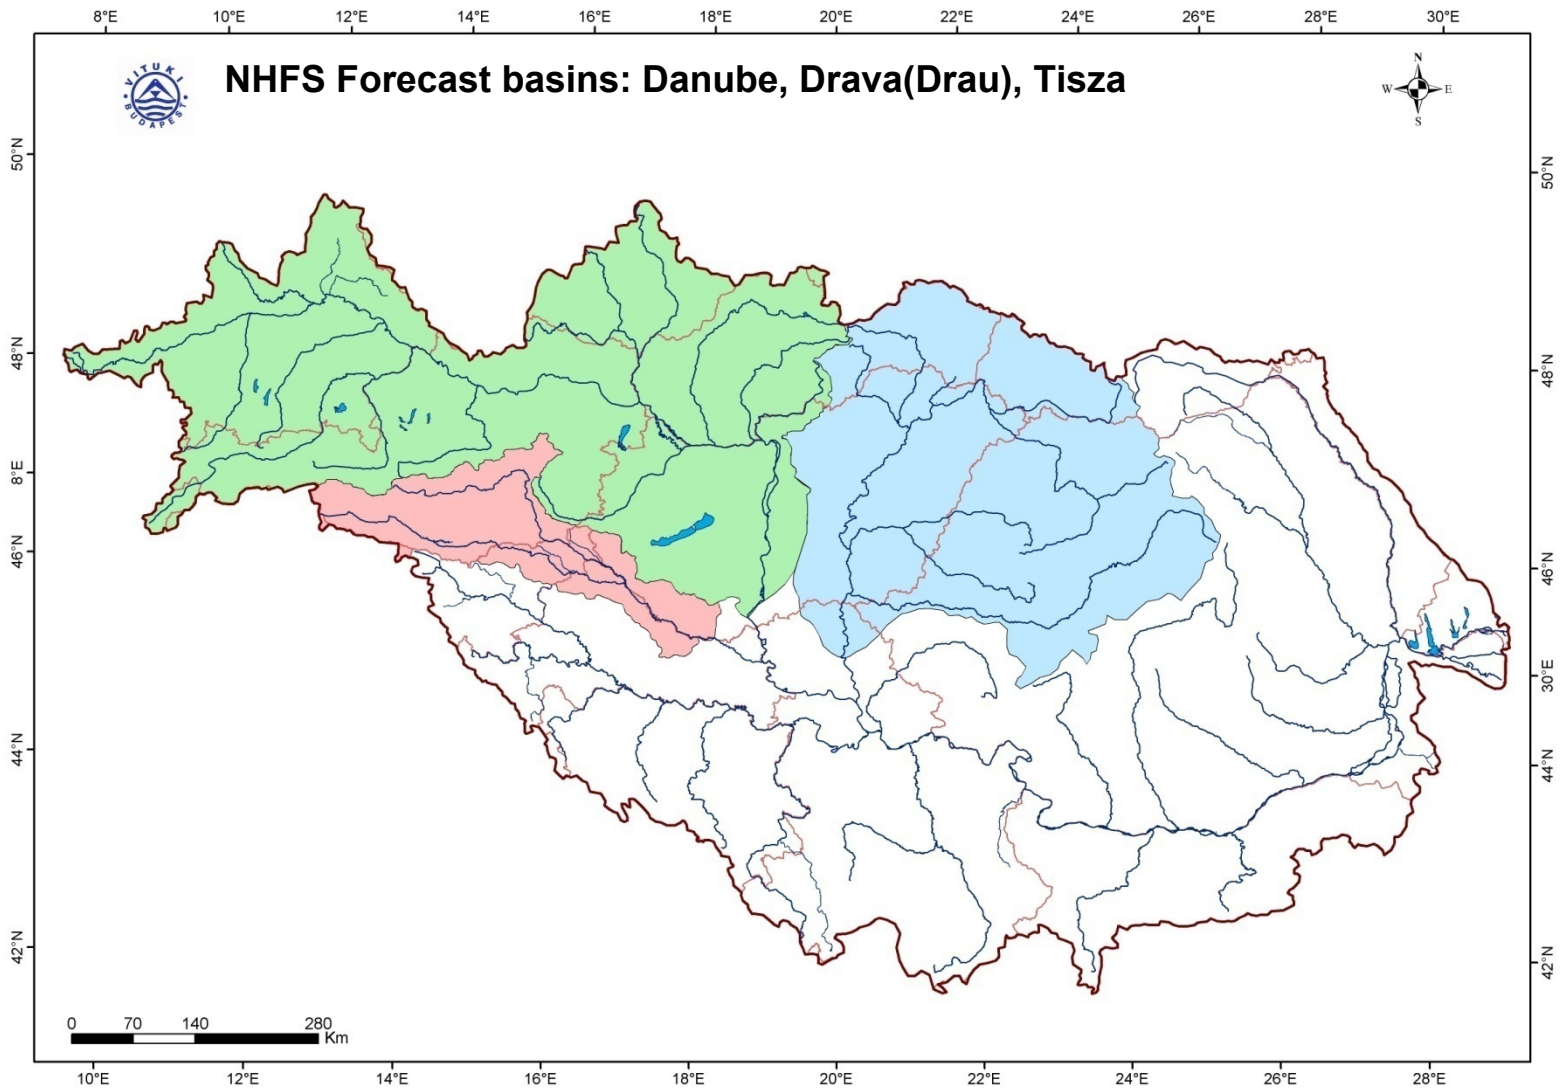 8°E 10°E 12°E 14°E 16°E 18°E 20°E 22°E 24°E 26°E 28°E 30°E
VITUKI
BUDAPEST
NHFS Forecast basins: Danube, Drava(Drau), Tisza
N
W E
S
50°N
48°N
8°E
46°N
44°N
42°N
50°N
48°N
46°N
30°E
44°N
42°N
0 70 140 280
Km
10°E 12°E 14°E 16°E 18°E 20°E 22°E 24°E 26°E 28°E